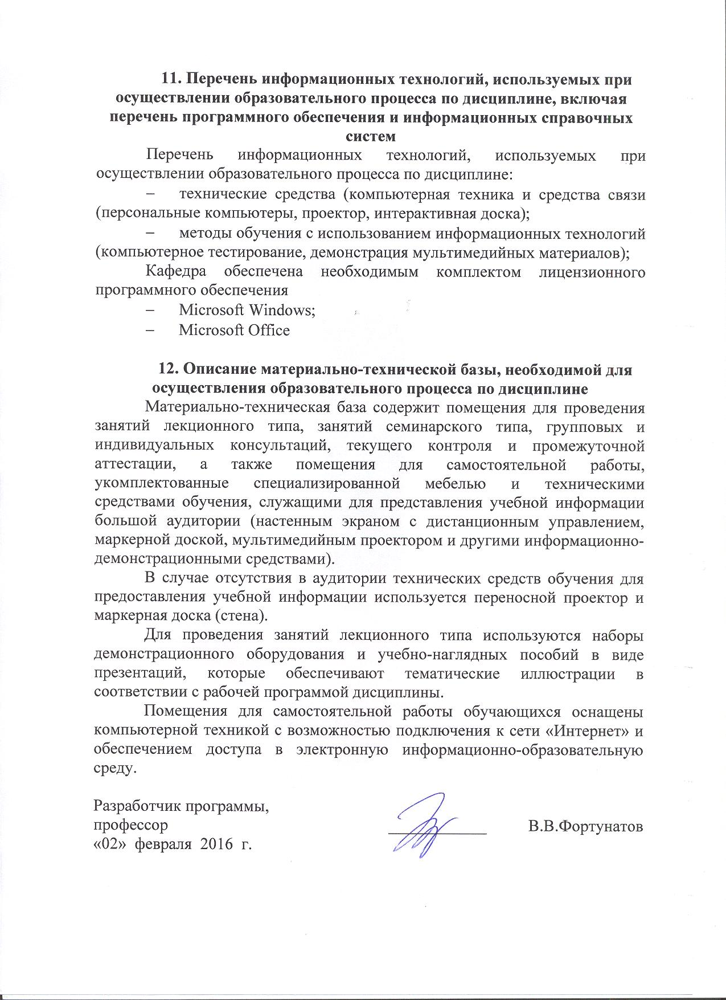 11. Перечень информационных технологий, используемых при
осуществлении образовательного процесса по дисциплине, включая
перечень программного обеспечения и информационных справочных
систем
Перечень информационных технологий, используемых при
осуществлении образовательного процесса по дисциплине:
− технические средства (компьютерная техника и средства связи
(персональные компьютеры, проектор, интерактивная доска);
− методы обучения с использованием информационных технологий
(компьютерное тестирование, демонстрация мультимедийных материалов);
Кафедра обеспечена необходимым комплектом лицензионного
программного обеспечения
− Microsoft Windows;
− Microsoft Office
12. Описание материально-технической базы, необходимой для
осуществления образовательного процесса по дисциплине
Материально-техническая база содержит помещения для проведения
занятий лекционного типа, занятий семинарского типа, групповых и
индивидуальных консультаций, текущего контроля и промежуточной
аттестации, а также помещения для самостоятельной работы,
укомплектованные специализированной мебелью и техническими
средствами обучения, служащими для представления учебной информации
большой аудитории (настенным экраном с дистанционным управлением,
маркерной доской, мультимедийным проектором и другими информационно-
демонстрационными средствами).
В случае отсутствия в аудитории технических средств обучения для
предоставления учебной информации используется переносной проектор и
маркерная доска (стена).
Для проведения занятий лекционного типа используются наборы
демонстрационного оборудования и учебно-наглядных пособий в виде
презентаций, которые обеспечивают тематические иллюстрации в
соответствии с рабочей программой дисциплины.
Помещения для самостоятельной работы обучающихся оснащены
компьютерной техникой с возможностью подключения к сети «Интернет» и
обеспечением доступа в электронную информационно-образовательную
среду.
Разработчик программы,
профессор ____________ В.В.Фортунатов
«02» февраля 2016 г.